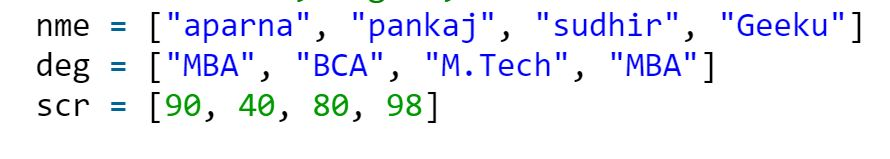 nme = ["aparna", "pankaj", "sudhir", "Geeku"]
deg = ["MBA", "BCA", "M.Tech", "MBA"]
scr = [90, 40, 80, 98]